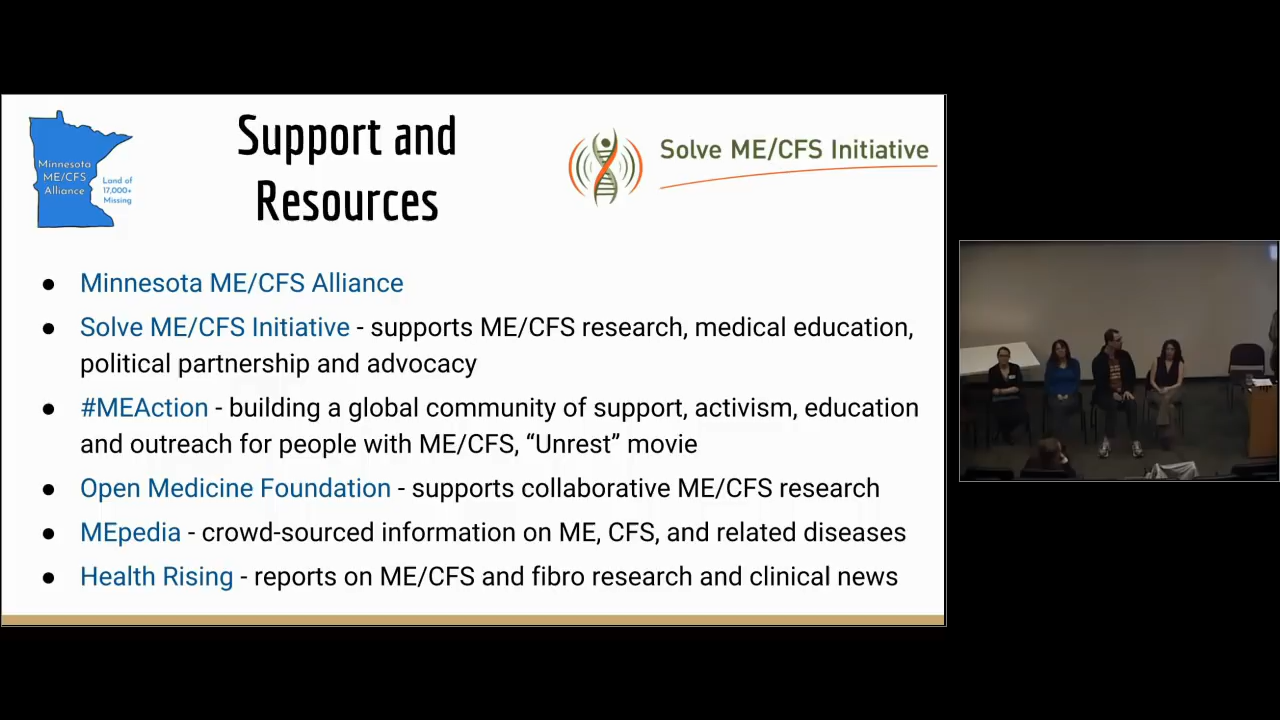 Support and
Resources
Minnesota
ME/CFS
Alliance
Land of
17,000+
Missing
Solve ME/CFS Initiative
● Minnesota ME/CFS Alliance
● Solve ME/CFS Initiative - supports ME/CFS research, medical education,
political partnership and advocacy
● #MEAction - building a global community of support, activism, education
and outreach for people with ME/CFS, “Unrest” movie
● Open Medicine Foundation - supports collaborative ME/CFS research
● MEpedia - crowd-sourced information on ME, CFS, and related diseases
● Health Rising - reports on ME/CFS and fibro research and clinical news